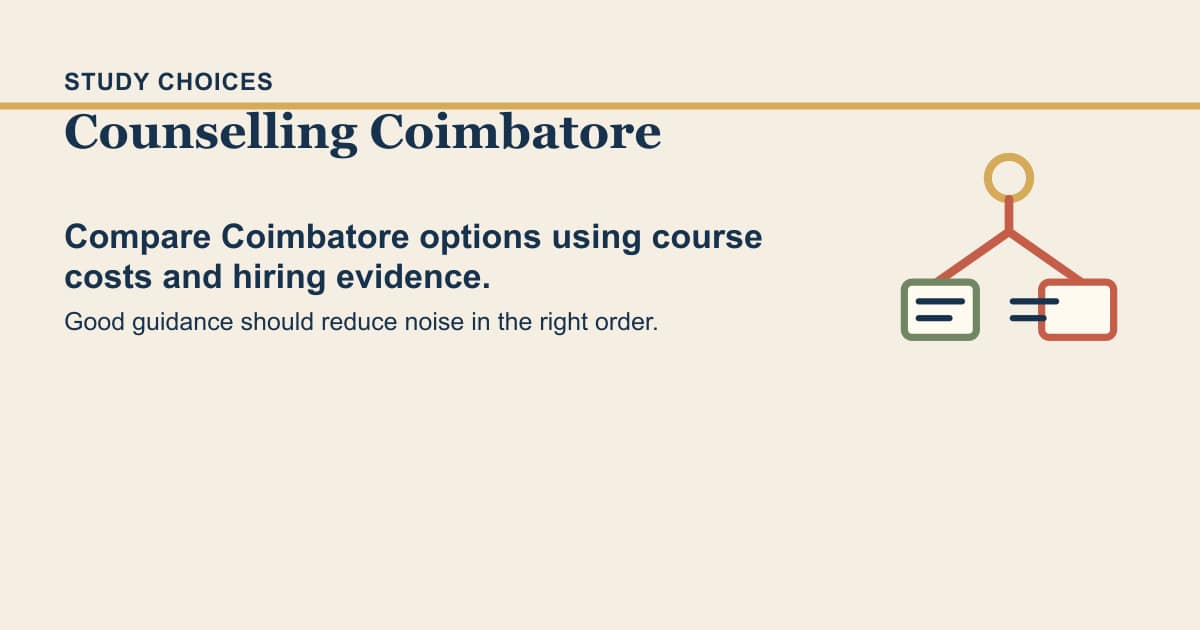 STUDY CHOICES
Counselling Coimbatore
Compare Coimbatore options using course
costs and hiring evidence.
Good guidance should reduce noise in the right order.